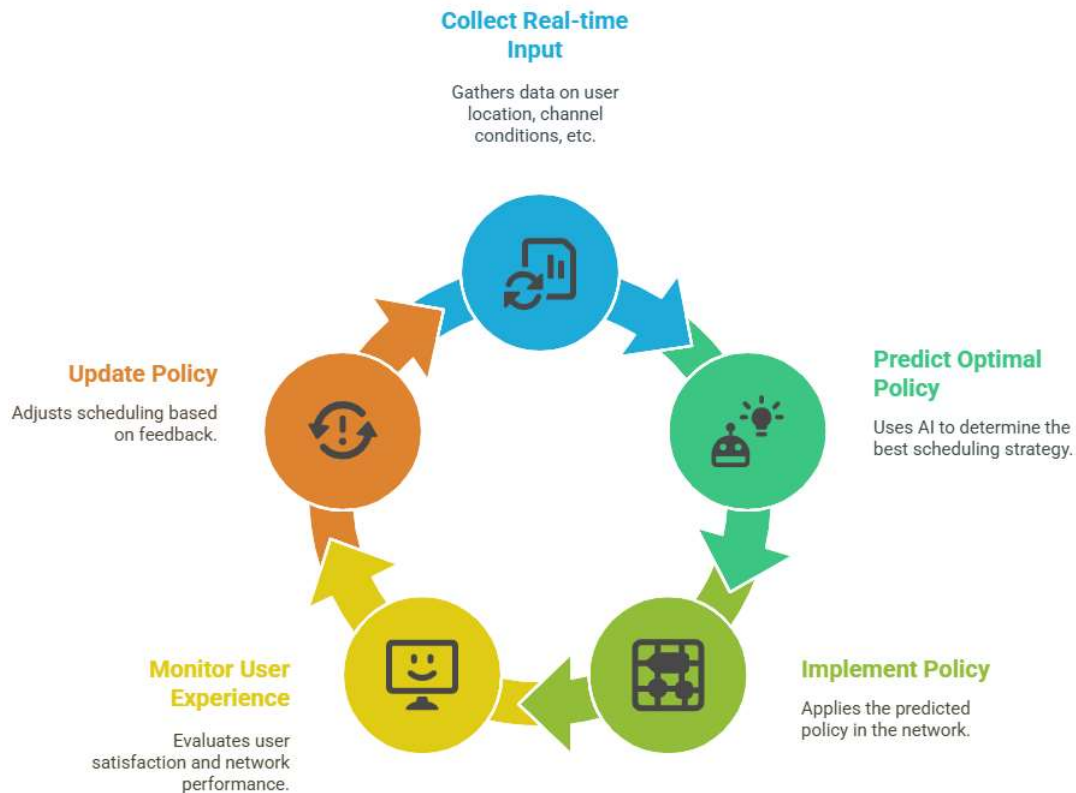 Collect Real-time
Input
Gathers data on user
location, channel
conditions, etc.
Predict Optimal
Policy
Uses AI to determine the
best scheduling strategy.
Implement Policy
Applies the predicted
policy in the network.
Monitor User
Experience
Evaluates user
satisfaction and network
performance.
Update Policy
Adjusts scheduling based
on feedback.